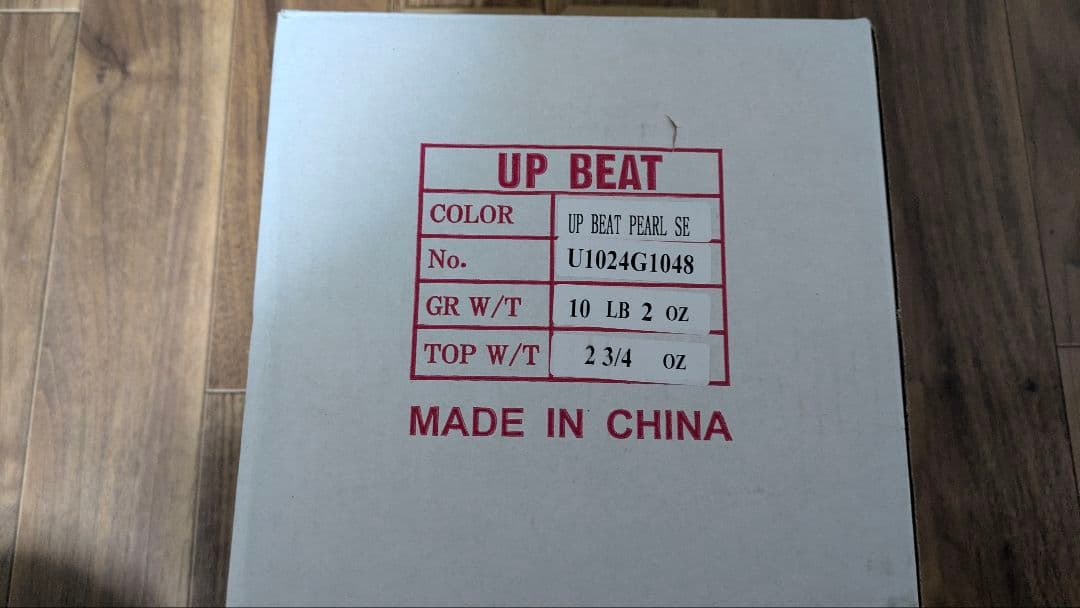 UP BEAT
COLOR UP BEAT PEARL SE
No. U1024G1048
GR W/T 10 LB 2 OZ
TOP W/T 2 3/4 OZ
MADE IN CHINA